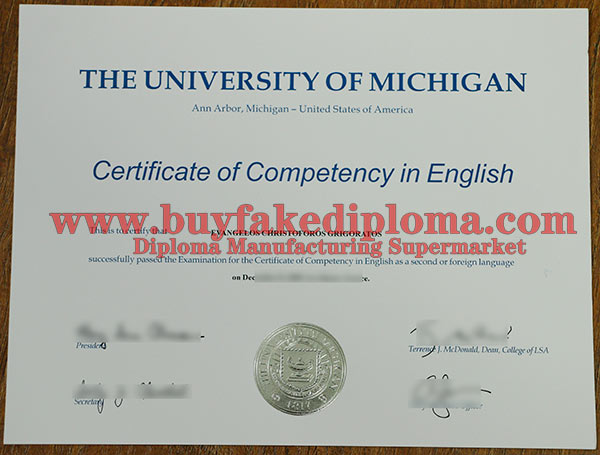 THE UNIVERSITY OF MICHIGAN
Ann Arbor, Michigan – United States of America
Certificate of Competency in English
www.buyfakediploma.com
This is to certify that EVANGELOS CHRISTOFOROS GRIGORATOS
Diploma Manufacturing Supermarket
successfully passed the Examination for the Certificate of Competency in English as a second or foreign language
on
President
Terrence J. McDonald, Dean, College of LSA
Secretary
1817